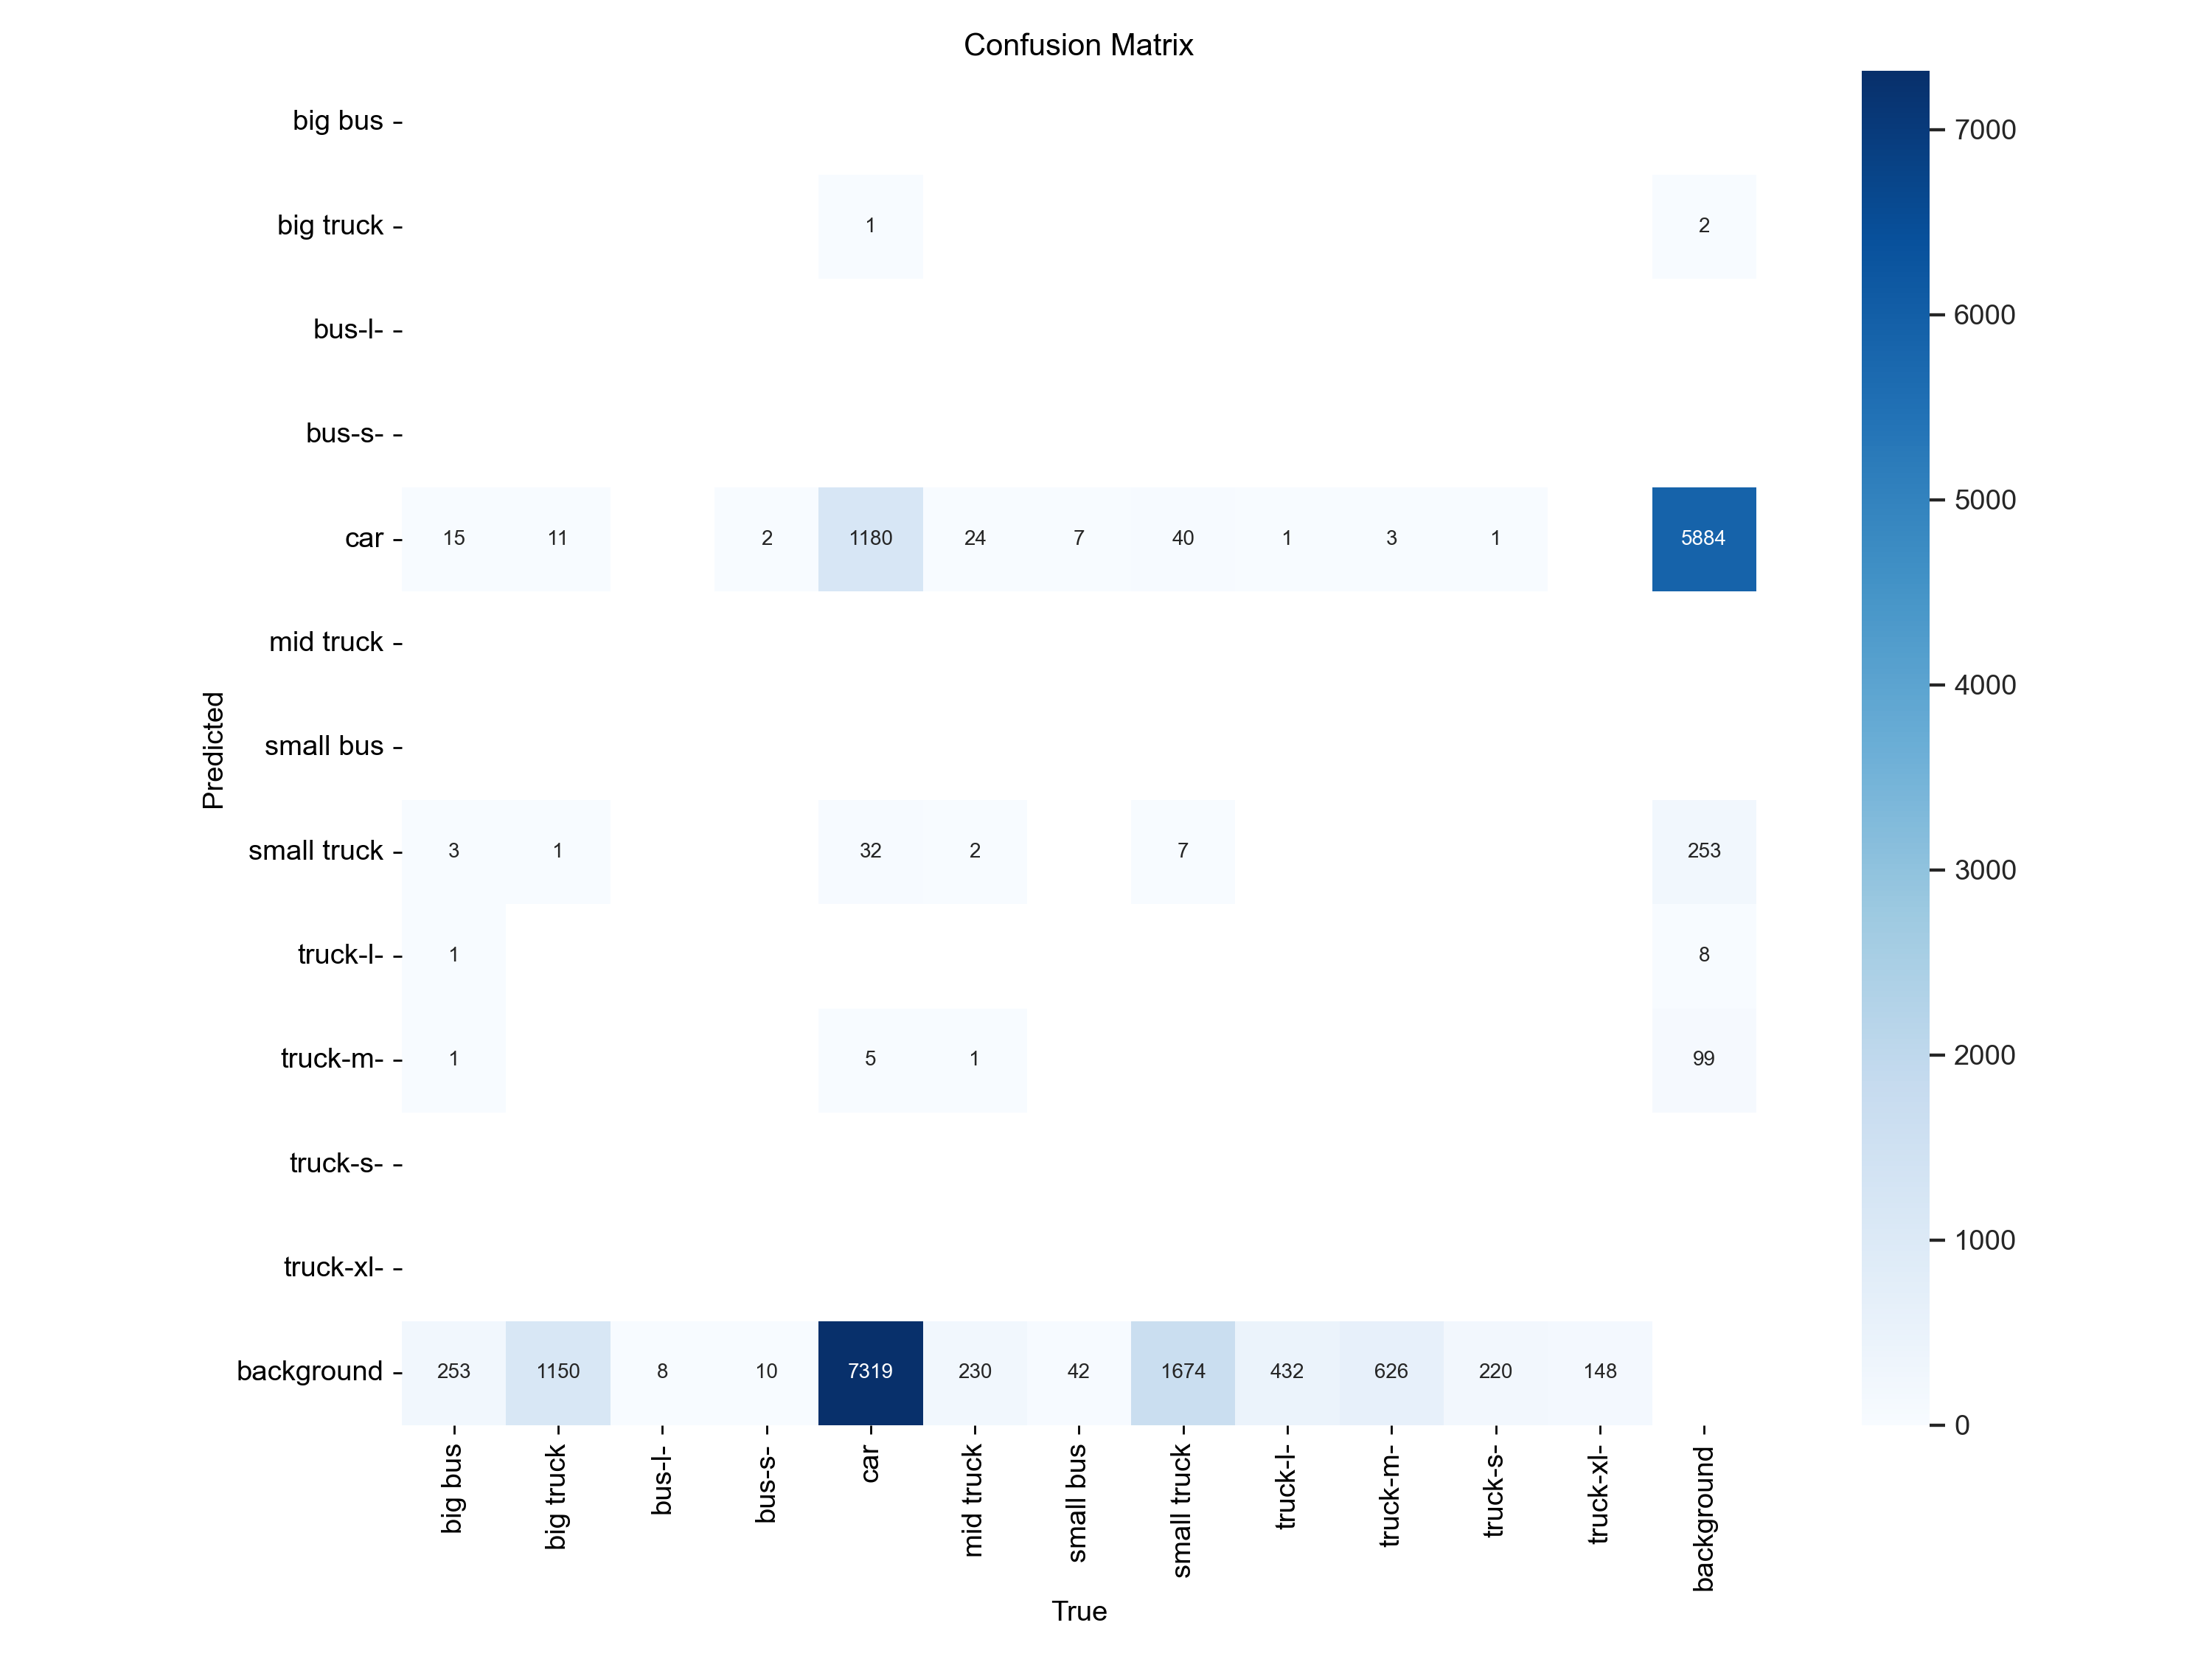 Confusion Matrix
big bus
big truck
1 2
bus-l-
bus-s-
car 15 11 2 1180 24 7 40 1 3 1 5884
mid truck
small bus
small truck 3 1 32 2 7 253
truck-l- 1 8
truck-m- 1 5 1 99
truck-s-
truck-xl-
background 253 1150 8 10 7319 230 42 1674 432 626 220 148
Predicted
big bus
big truck
bus-l-
bus-s-
car
mid truck
small bus
small truck
truck-l-
truck-m-
truck-s-
truck-xl-
background
True
7000
6000
5000
4000
3000
2000
1000
0